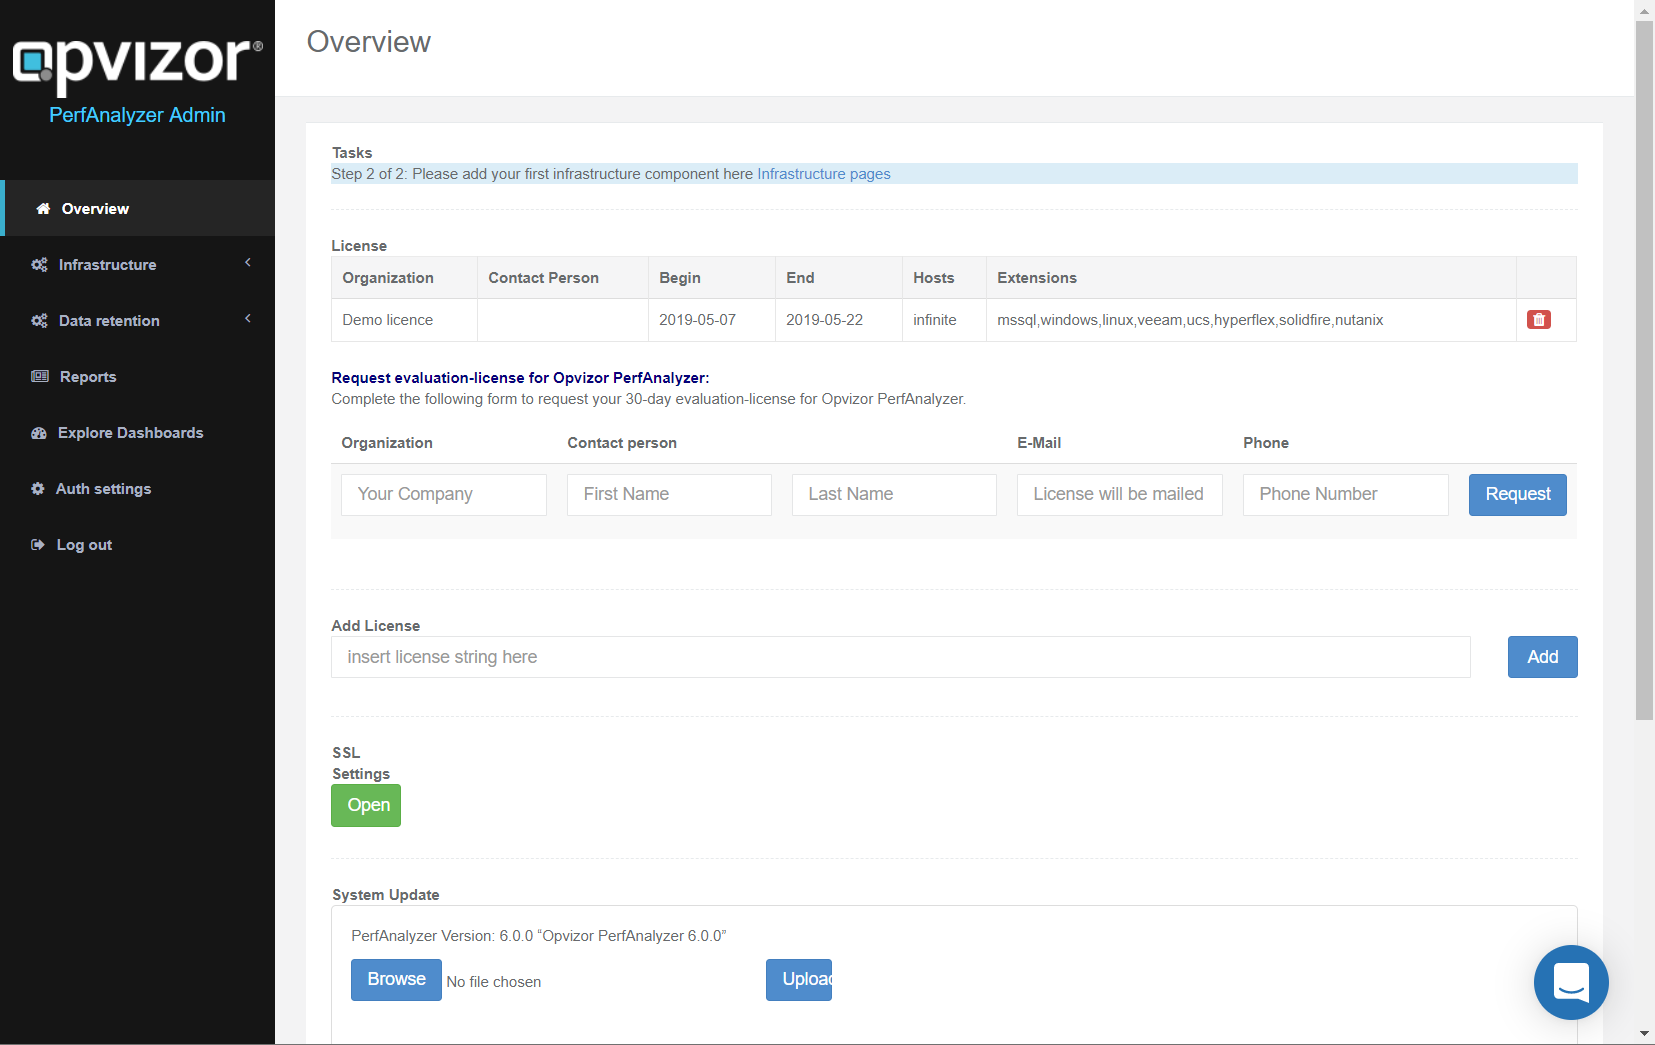 opvizor®
PerfAnalyzer Admin
Overview
Infrastructure
Data retention
Reports
Explore Dashboards
Auth settings
Log out
Overview
Tasks
Step 2 of 2: Please add your first infrastructure component here Infrastructure pages
License
Organization Contact Person Begin End Hosts Extensions
Demo licence 2019-05-07 2019-05-22 infinite mssql,windows,linux,veeam,ucs,hyperflex,solidfire,nutanix
Request evaluation-license for Opvizor PerfAnalyzer:
Complete the following form to request your 30-day evaluation-license for Opvizor PerfAnalyzer.
Organization Contact person E-Mail Phone
Your Company First Name Last Name License will be mailed Phone Number Request
Add License
insert license string here Add
SSL
Settings
Open
System Update
PerfAnalyzer Version: 6.0.0 “Opvizor PerfAnalyzer 6.0.0”
Browse No file chosen Upload